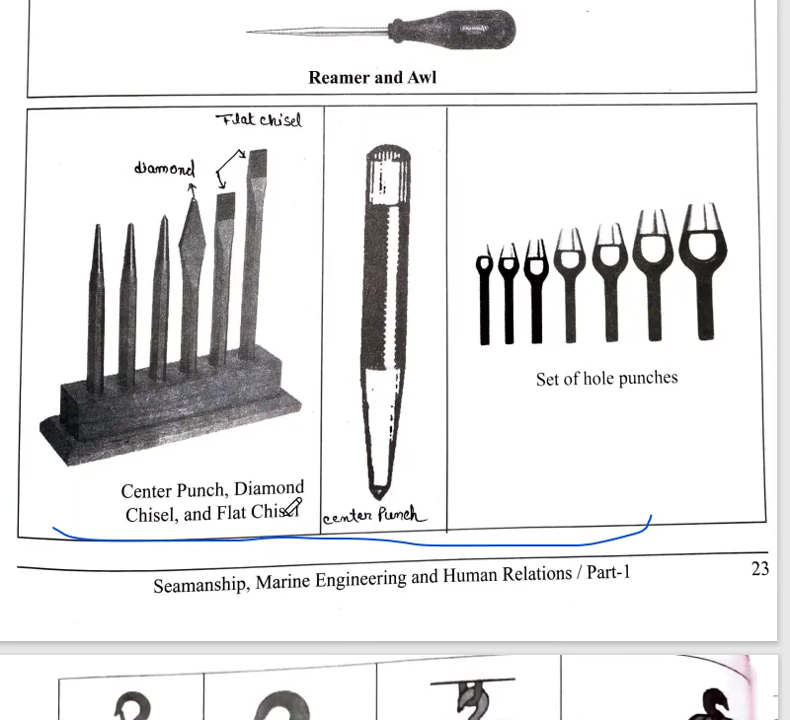 Reamer and Awl
Flat chisel
diamond
Center Punch, Diamond
Chisel, and Flat Chisel
center Punch
Set of hole punches
Seamanship, Marine Engineering and Human Relations / Part-1
23